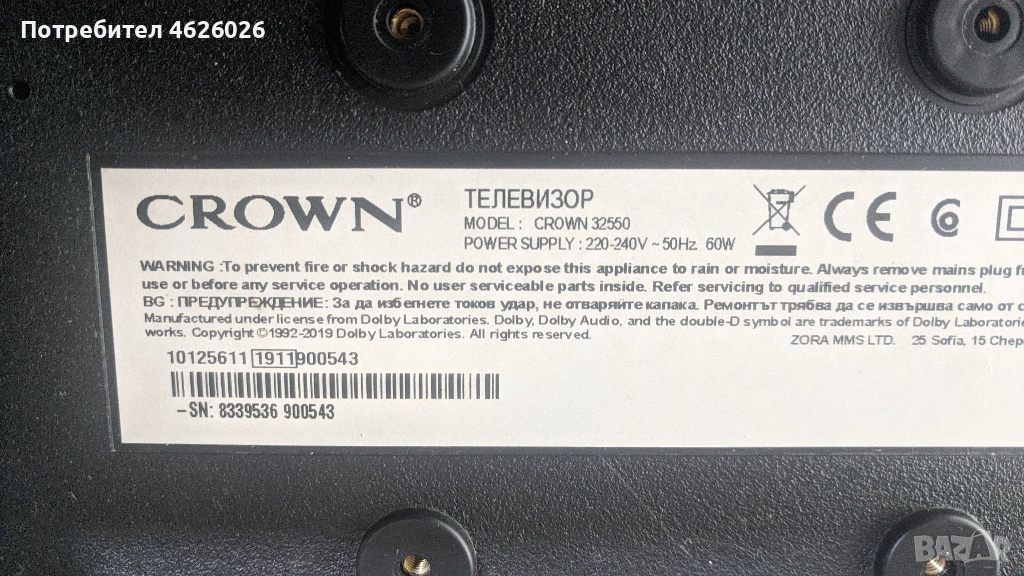 Потребител 4626026
CROWN®
ТЕЛЕВИЗОР
MODEL : CROWN 32550
POWER SUPPLY : 220-240V ~ 50Hz 60W
CE
WARNING :To prevent fire or shock hazard do not expose this appliance to rain or moisture. Always remove mains plug
use or before any service operation. No user serviceable parts inside. Refer servicing to qualified service personnel.
BG : ПРЕДУПРЕЖДЕНИЕ: За да избегнете токов удар, не отваряйте капака. Ремонтът трябва да се извършва само от
Manufactured under license from Dolby Laboratories. Dolby, Dolby Audio, and the double-D symbol are trademarks of Dolby
works. Copyright ©1992-2019 Dolby Laboratories. All rights reserved.
ZORA MMS LTD. 25 Sofia, 15
10125611 1911 900543
–SN: 8339536 900543
BAZAR